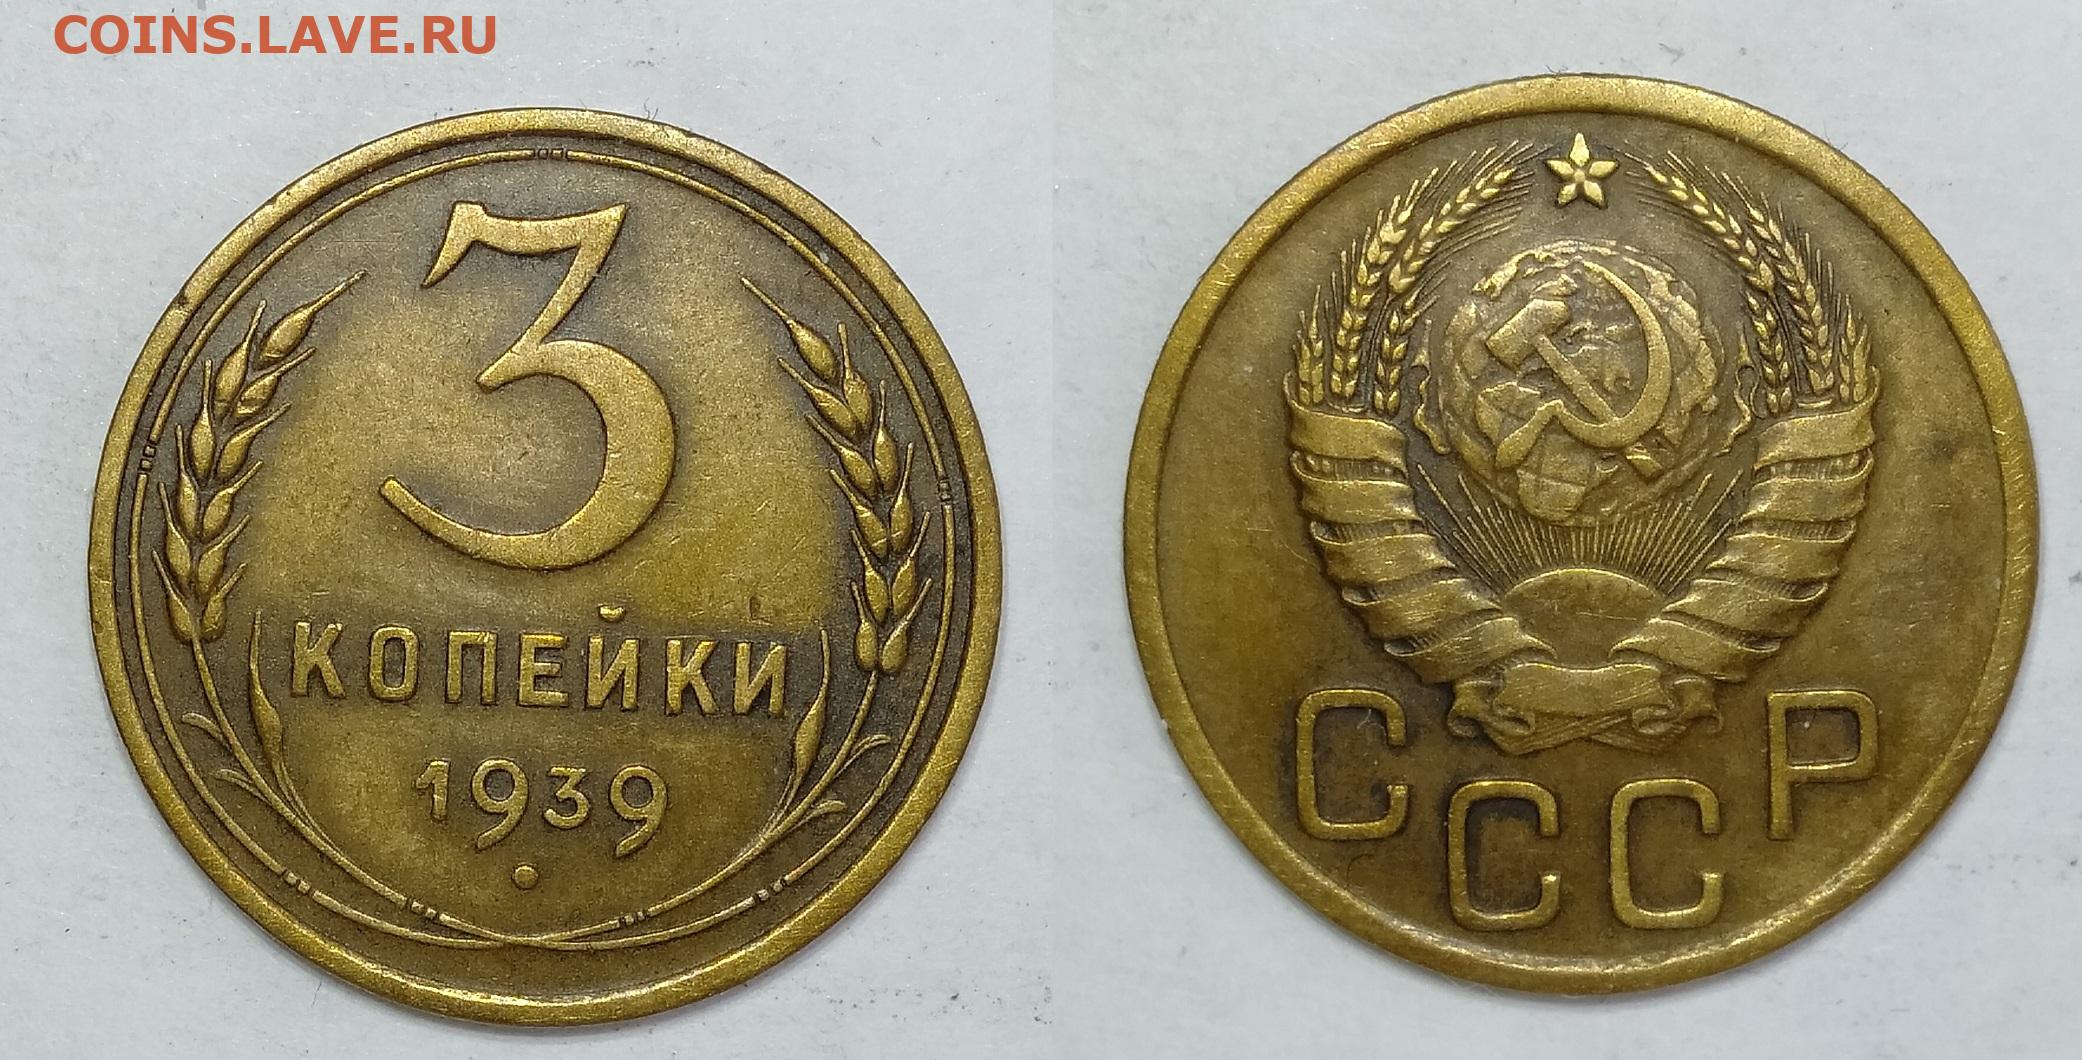 COINS.LAVE.RU
3
КОПЕЙКИ
1939
СССР